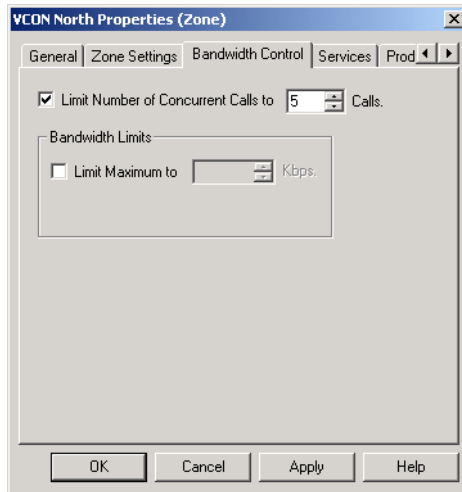 VCON North Properties (Zone)
General Zone Settings Bandwidth Control Services Prod
Limit Number of Concurrent Calls to 5 Calls.
Bandwidth Limits
Limit Maximum to Kbps.
OK Cancel Apply Help